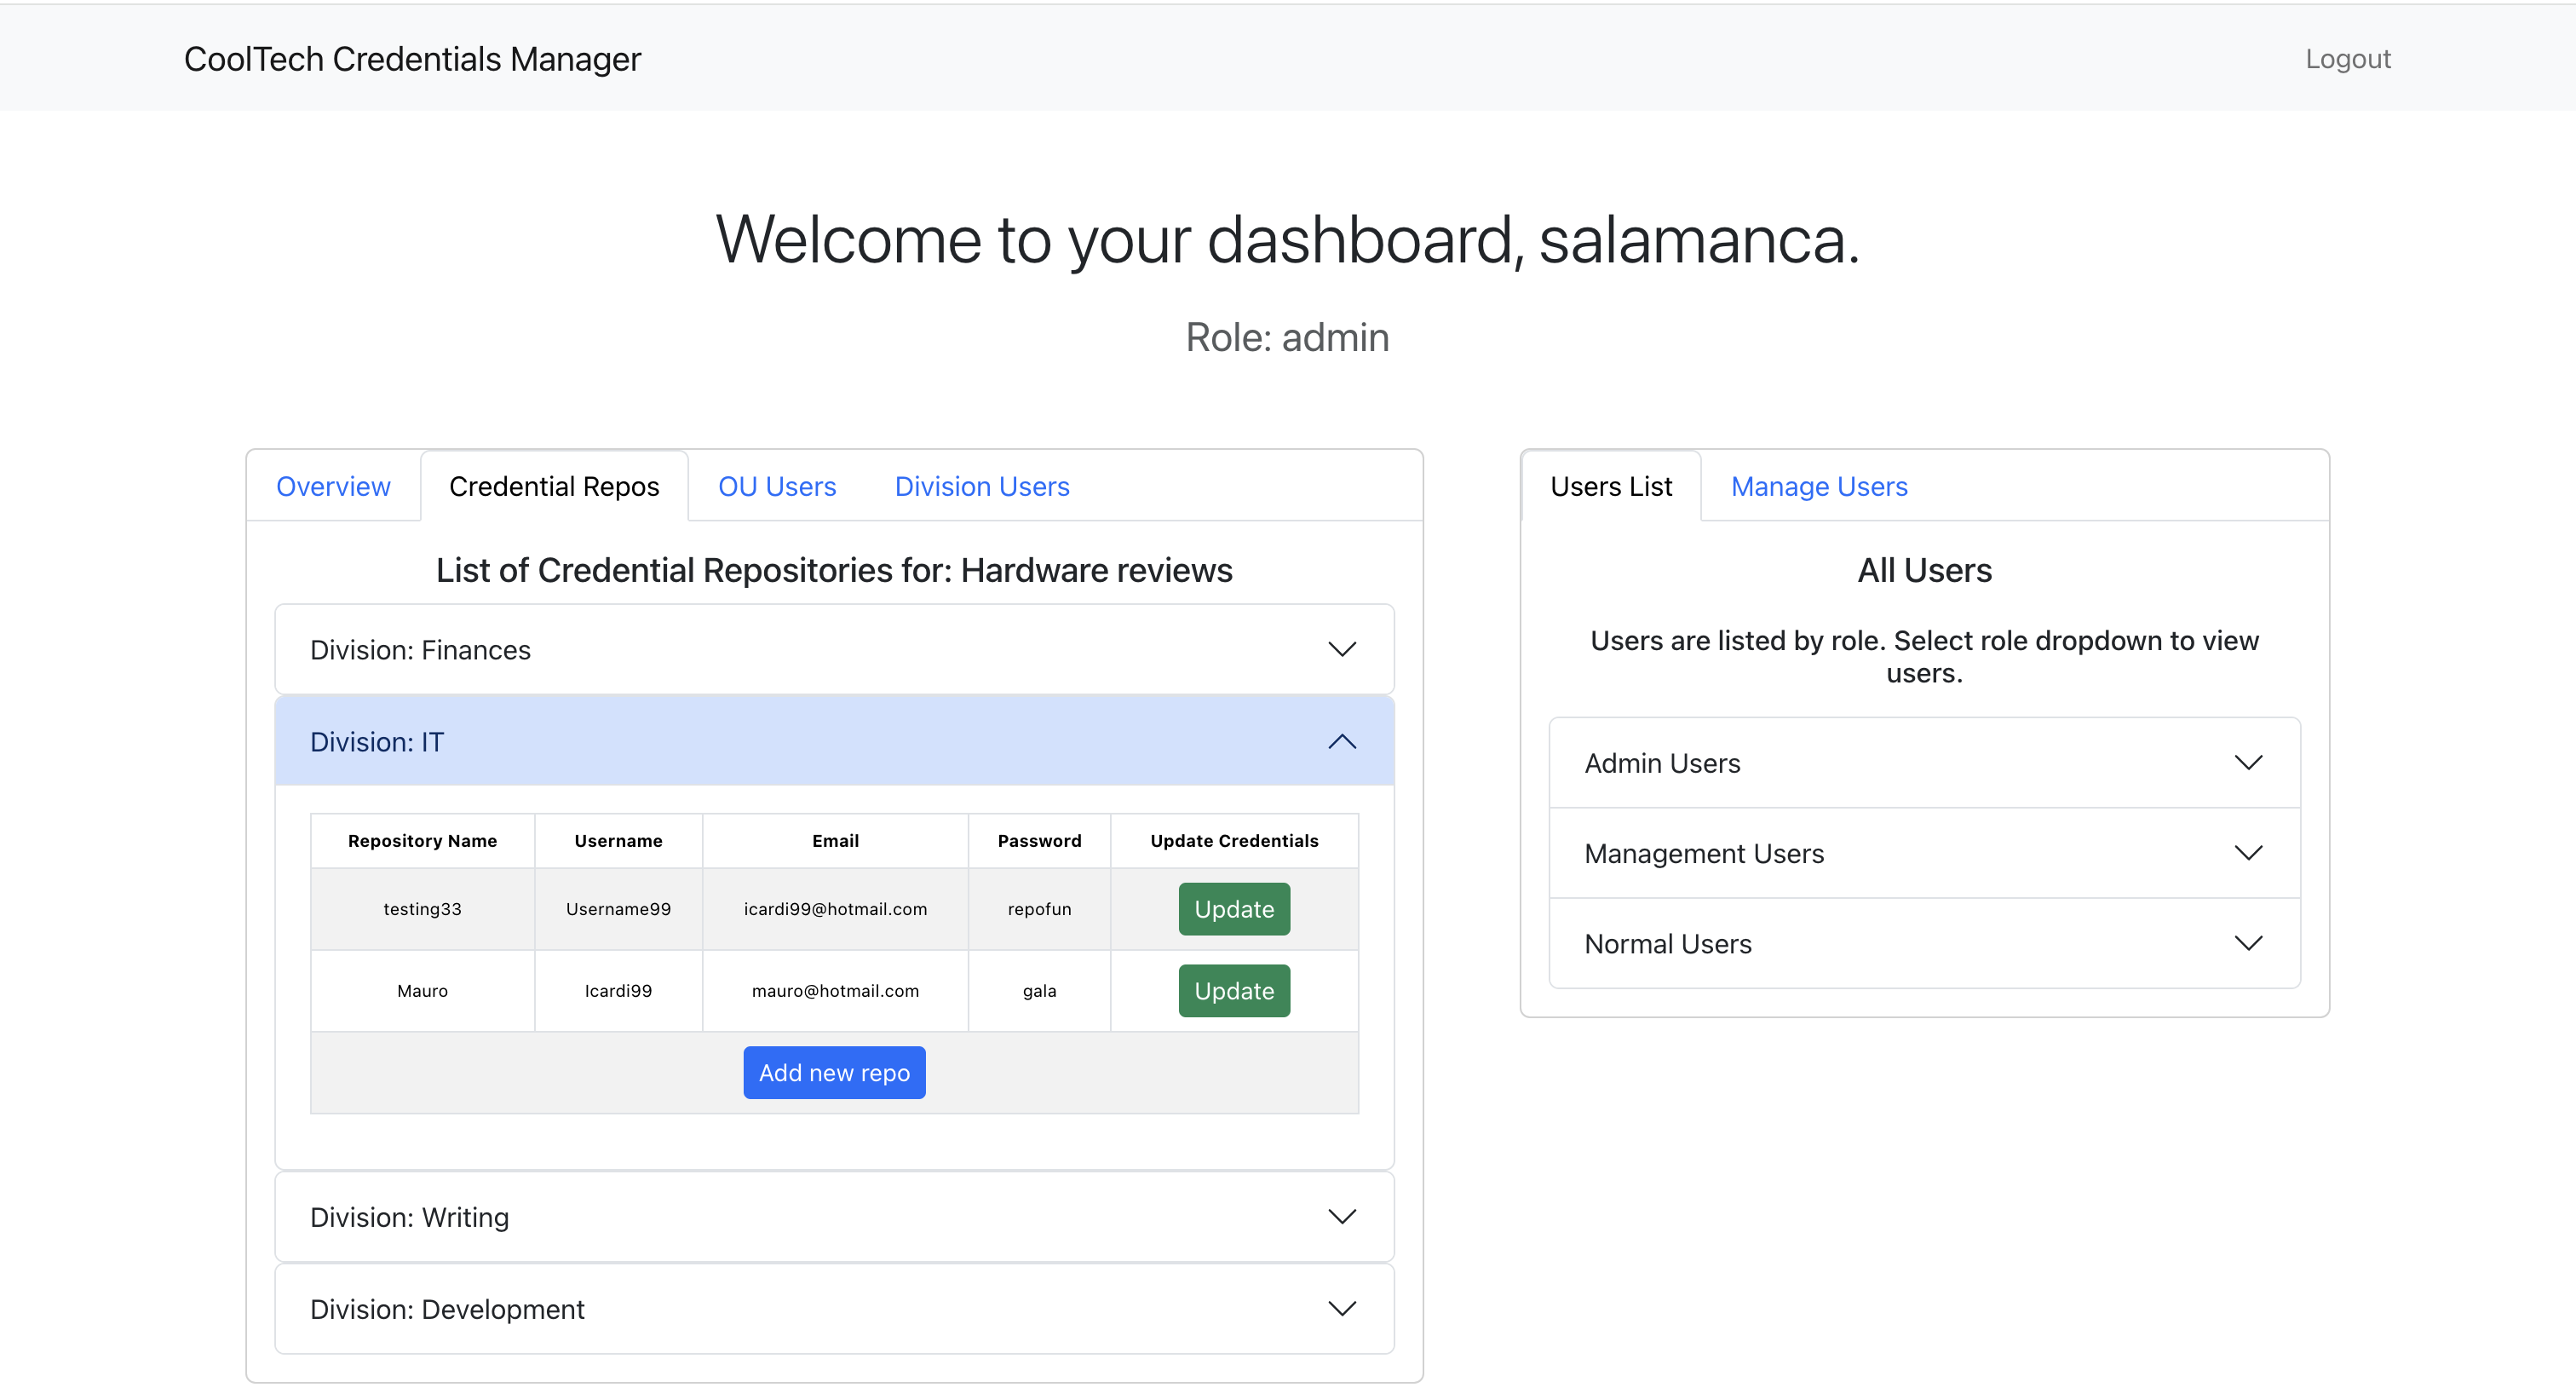 CoolTech Credentials Manager
Logout
Welcome to your dashboard, salamanca.
Role: admin
Overview
Credential Repos
OU Users
Division Users
List of Credential Repositories for: Hardware reviews
Division: Finances
Division: IT
Repository Name Username Email Password Update Credentials
testing33 Username99 icardi99@hotmail.com repofun Update
Mauro Icardi99 mauro@hotmail.com gala Update
Add new repo
Division: Writing
Division: Development
Users List
Manage Users
All Users
Users are listed by role. Select role dropdown to view
users.
Admin Users
Management Users
Normal Users